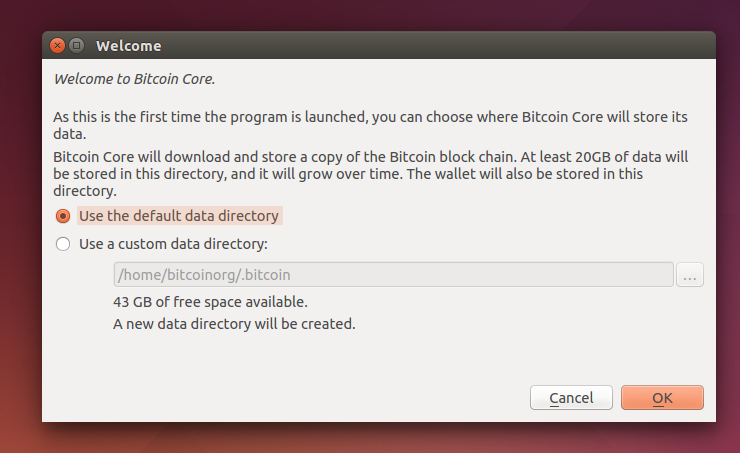 Welcome
Welcome to Bitcoin Core.
As this is the first time the program is launched, you can choose where Bitcoin Core will store its
data.
Bitcoin Core will download and store a copy of the Bitcoin block chain. At least 20GB of data will
be stored in this directory, and it will grow over time. The wallet will also be stored in this
directory.
Use the default data directory
Use a custom data directory:
/home/bitcoinorg/.bitcoin
...
43 GB of free space available.
A new data directory will be created.
Cancel
OK